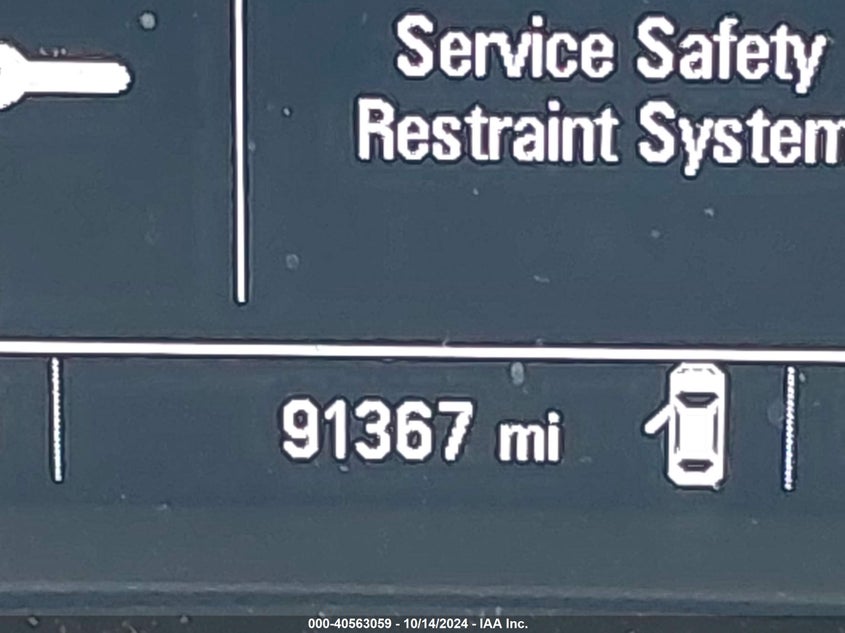 Service Safety
Restraint System
91367 mi
000-40563059 - 10/14/2024 - IAA Inc.